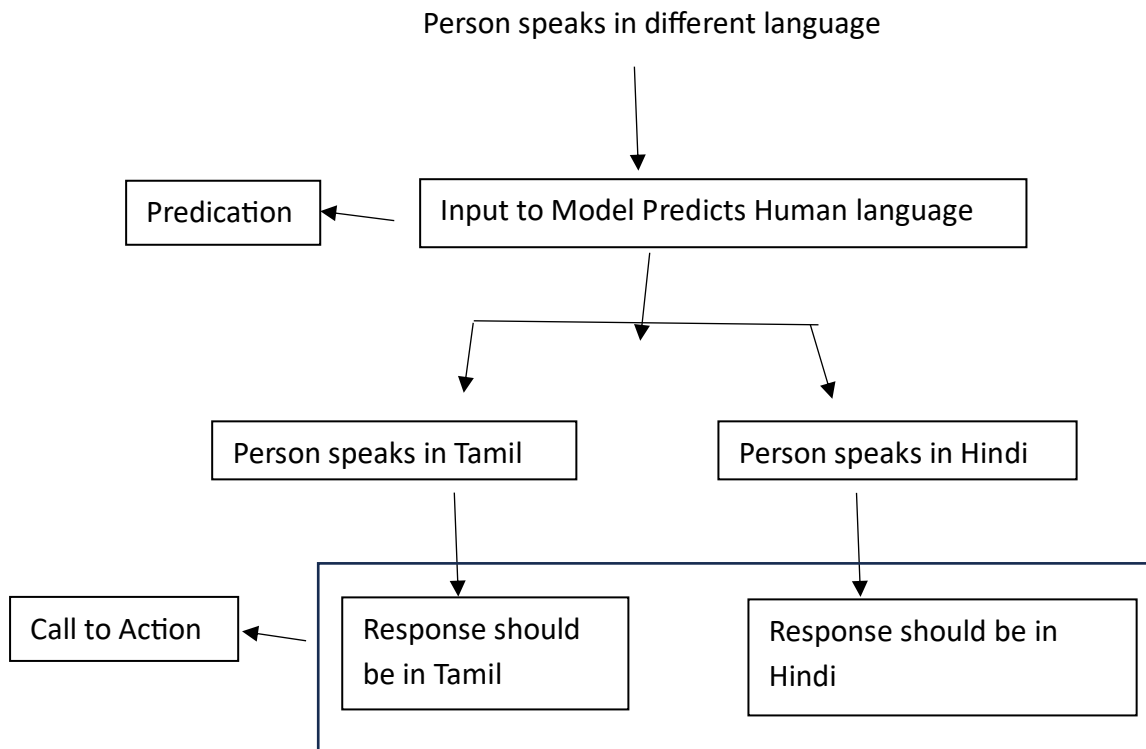 Person speaks in different language
Predication
Input to Model Predicts Human language
Person speaks in Tamil
Person speaks in Hindi
Call to Action
Response should
be in Tamil
Response should be in
Hindi